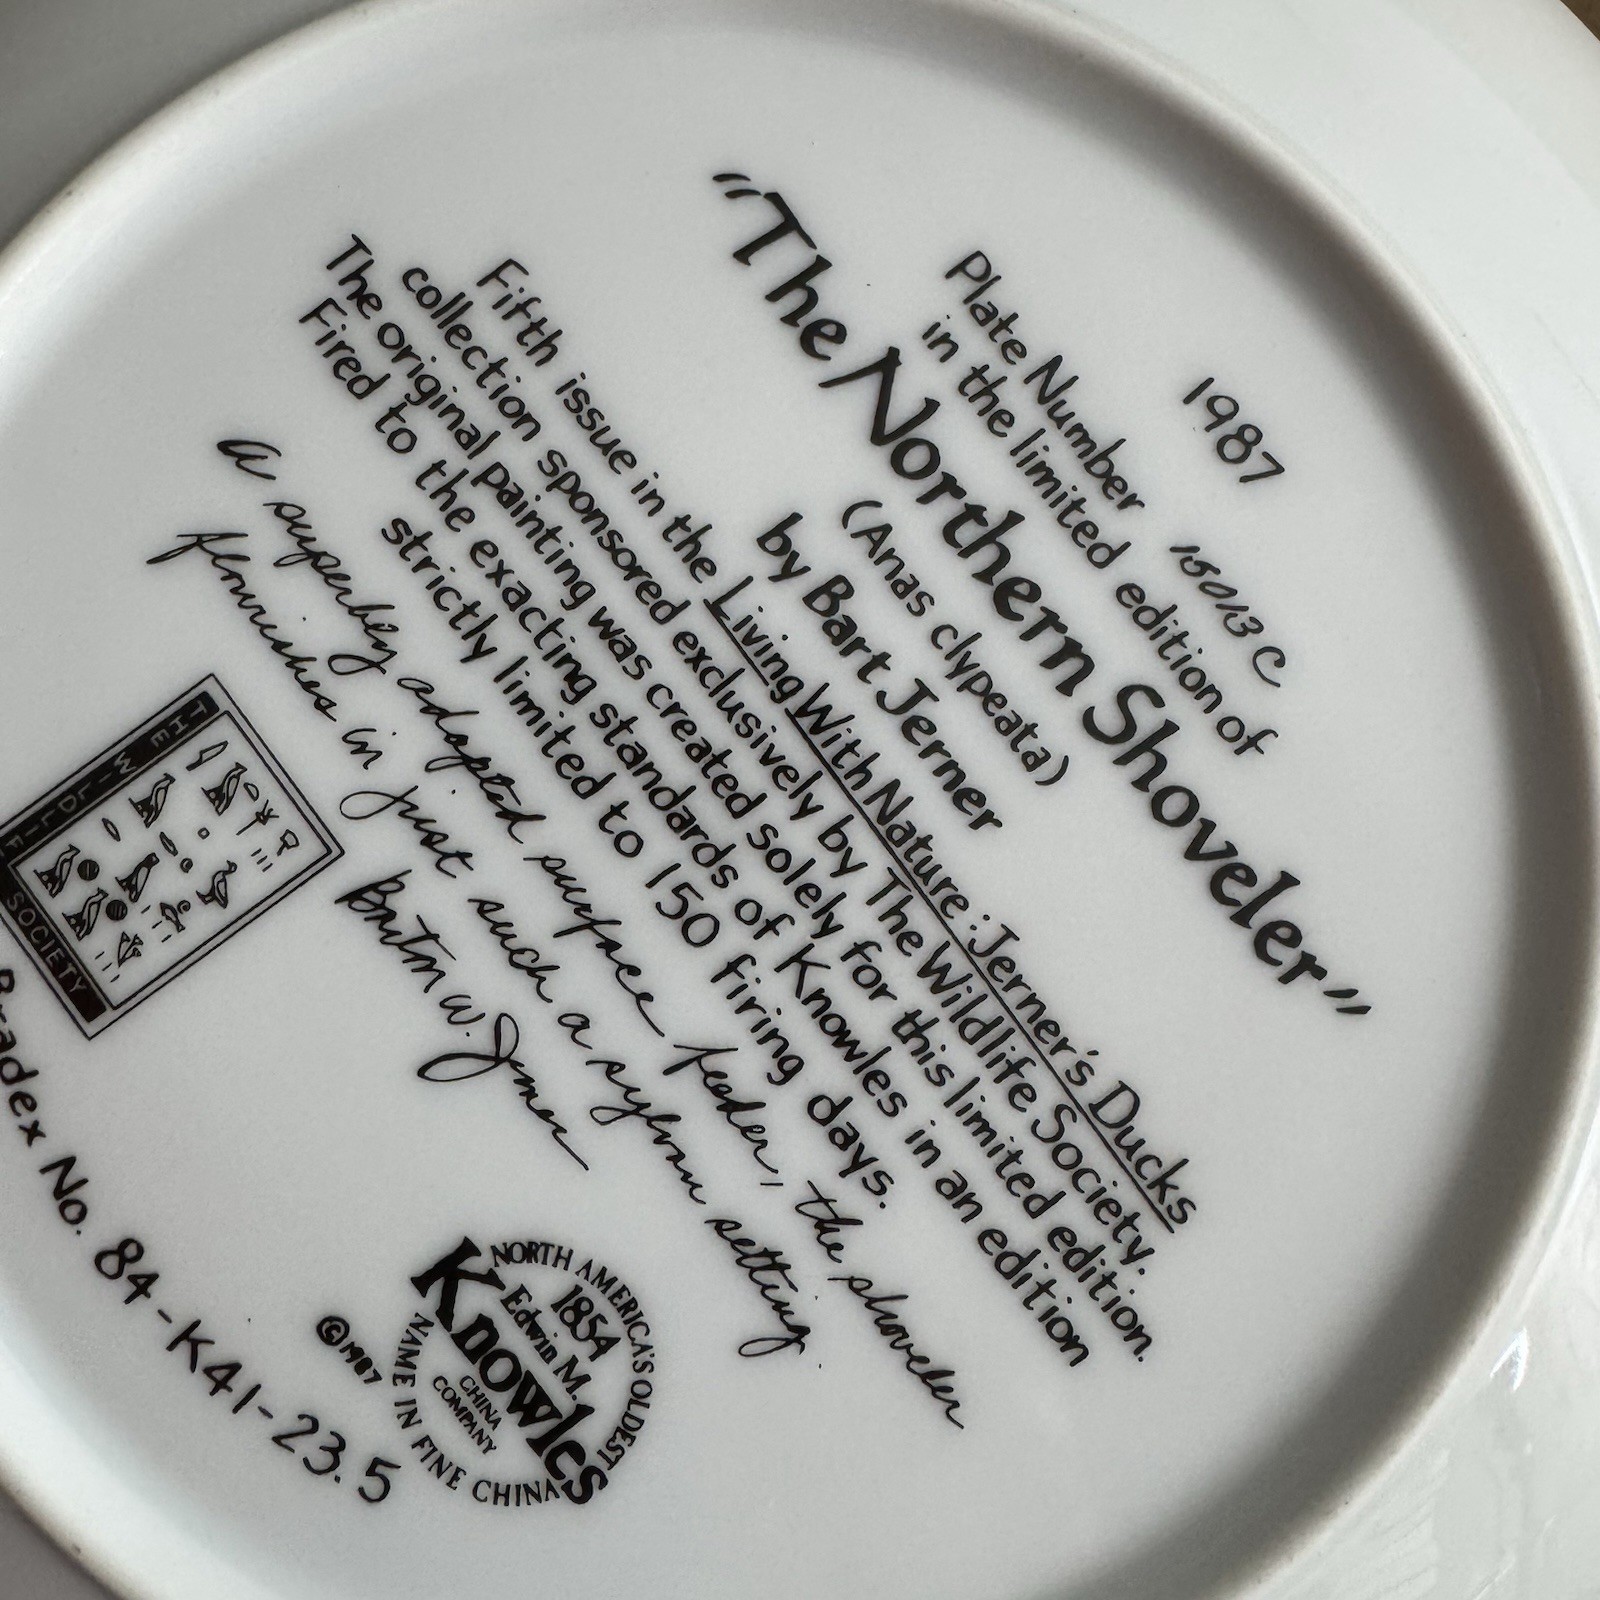 1987
Plate Number 15013 C
in the limited edition of
"The Northern Shoveler"
(Anas clypeata)
by Bart Jerner
Fifth issue in the Living With Nature: Jerner's Ducks
collection sponsored exclusively by The Wildlife Society.
The original painting was created solely for this limited edition.
Fired to the exacting standards of Knowles in an edition
strictly limited to 150 firing days.
A superbly adapted surface feeder, the shoveler
flourishes in just such a sylvan setting.
Barton W. Jerner
THE WILDLIFE SOCIETY
NORTH AMERICA'S OLDEST
1854
Edwin M.
Knowles
CHINA
COMPANY
NAME IN FINE CHINA
©1987
Bradex No. 84-K41-23.5